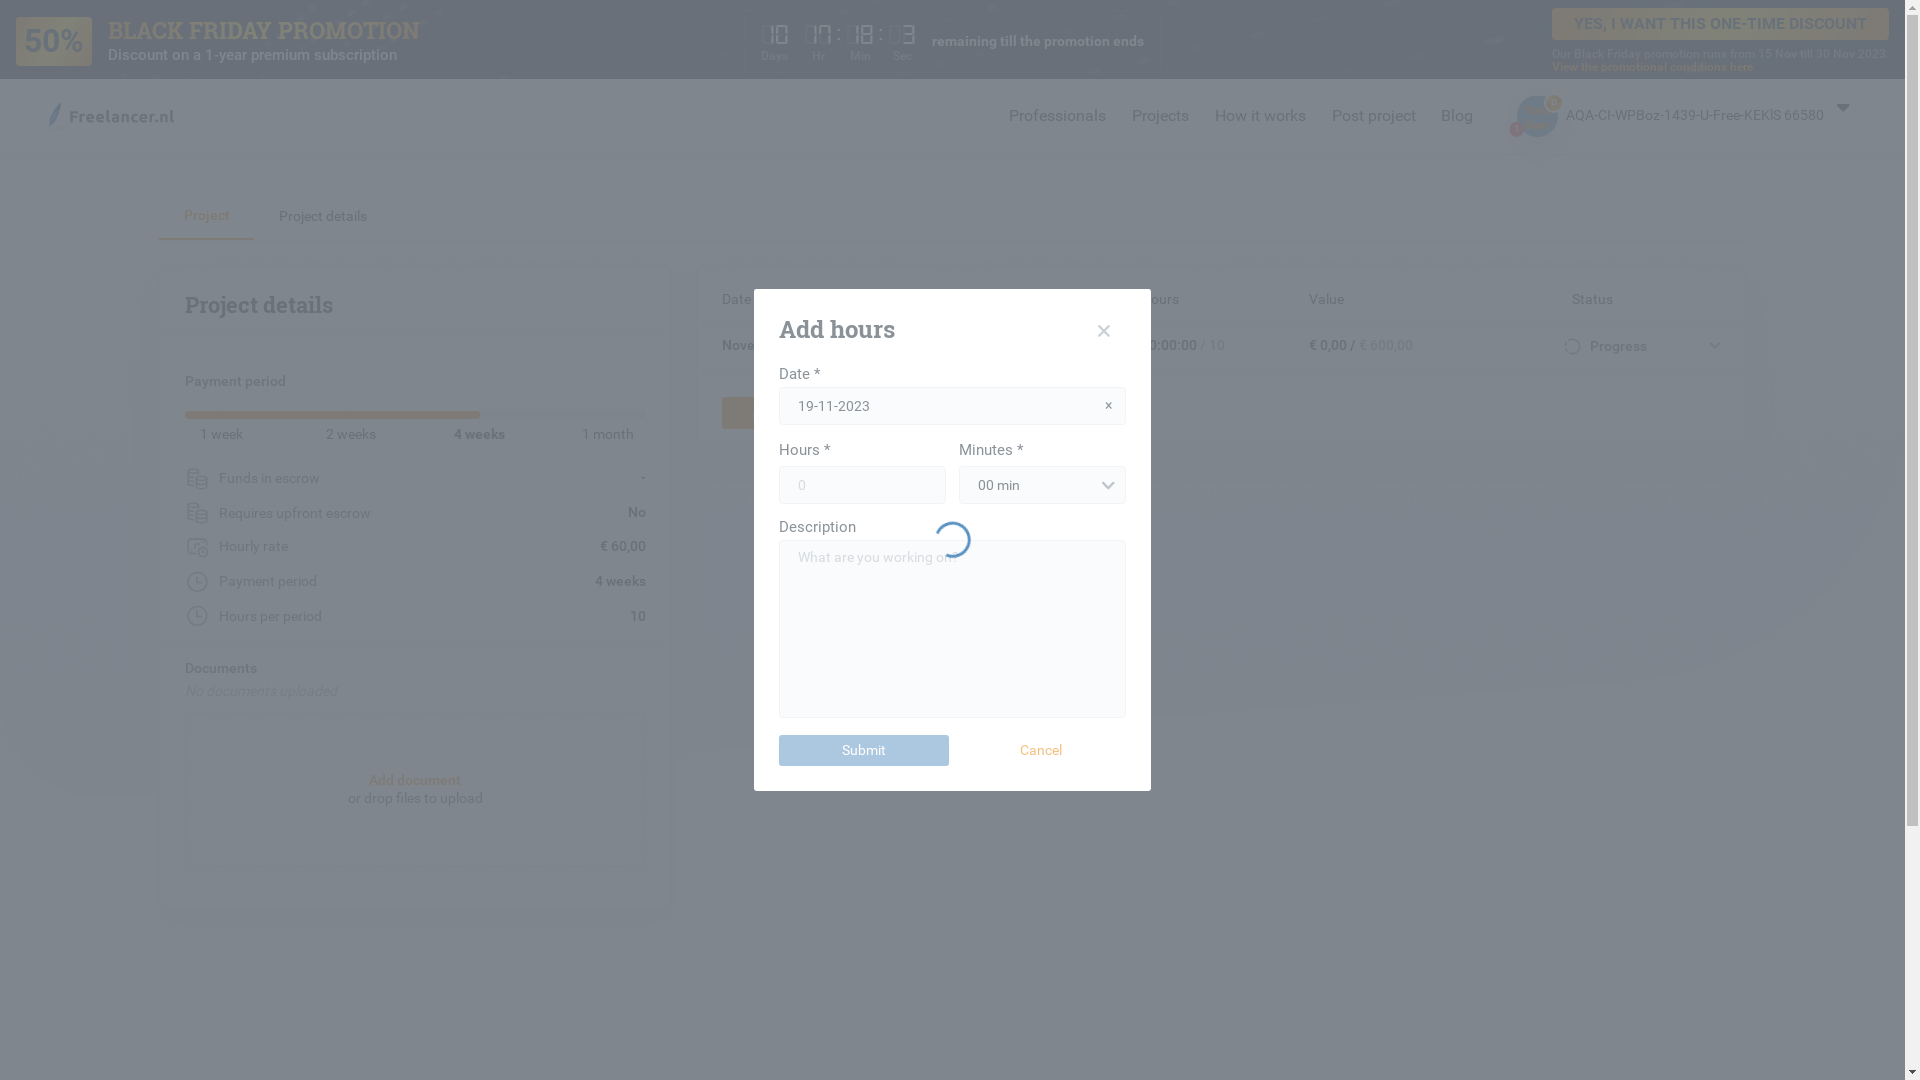 50%
BLACK FRIDAY PROMOTION
Discount on a 1-year premium subscription
10 17 : 18 : 3
Days Hr Min Sec
remaining till the promotion ends
YES, I WANT THIS ONE-TIME DISCOUNT
Our Black Friday promotion runs from 15 Nov till 30 Nov 2023.
View the promotional conditions here
Freelancer.nl
Professionals
Projects
How it works
Post project
Blog
0
1
AQA-CI-WPBoz-1439-U-Free-KEKlS 66580
Project
Project details
Project details
Payment period
1 week
2 weeks
4 weeks
1 month
Funds in escrow
-
Requires upfront escrow
No
Hourly rate
€ 60,00
Payment period
4 weeks
Hours per period
10
Documents
No documents uploaded
Add document
or drop files to upload
Date
ours
Value
Status
Nove
0:00:00 / 10
€ 0,00 / € 600,00
Progress
Add hours
×
Date *
19-11-2023
×
Hours *
Minutes *
0
00 min
Description
What are you working on?
Submit
Cancel